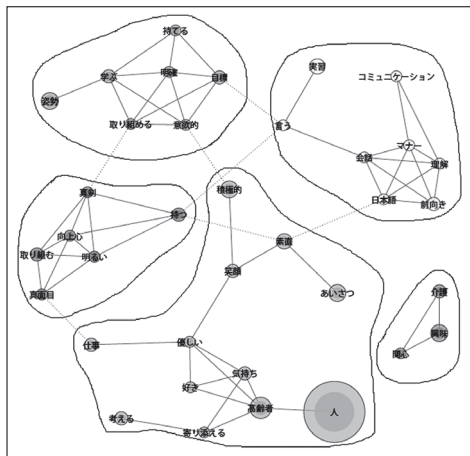 持てる
学ぶ
明確
目標
姿勢
取り組める
意欲的
実習
コミュニケーション
言う
マナー
会話
理解
日本語
前向き
真剣
持つ
向上心
取り組む
明るい
真面目
積極的
素直
笑顔
あいさつ
仕事
優しい
気持ち
好き
高齢者
人
考える
寄り添える
介護
興味
関心